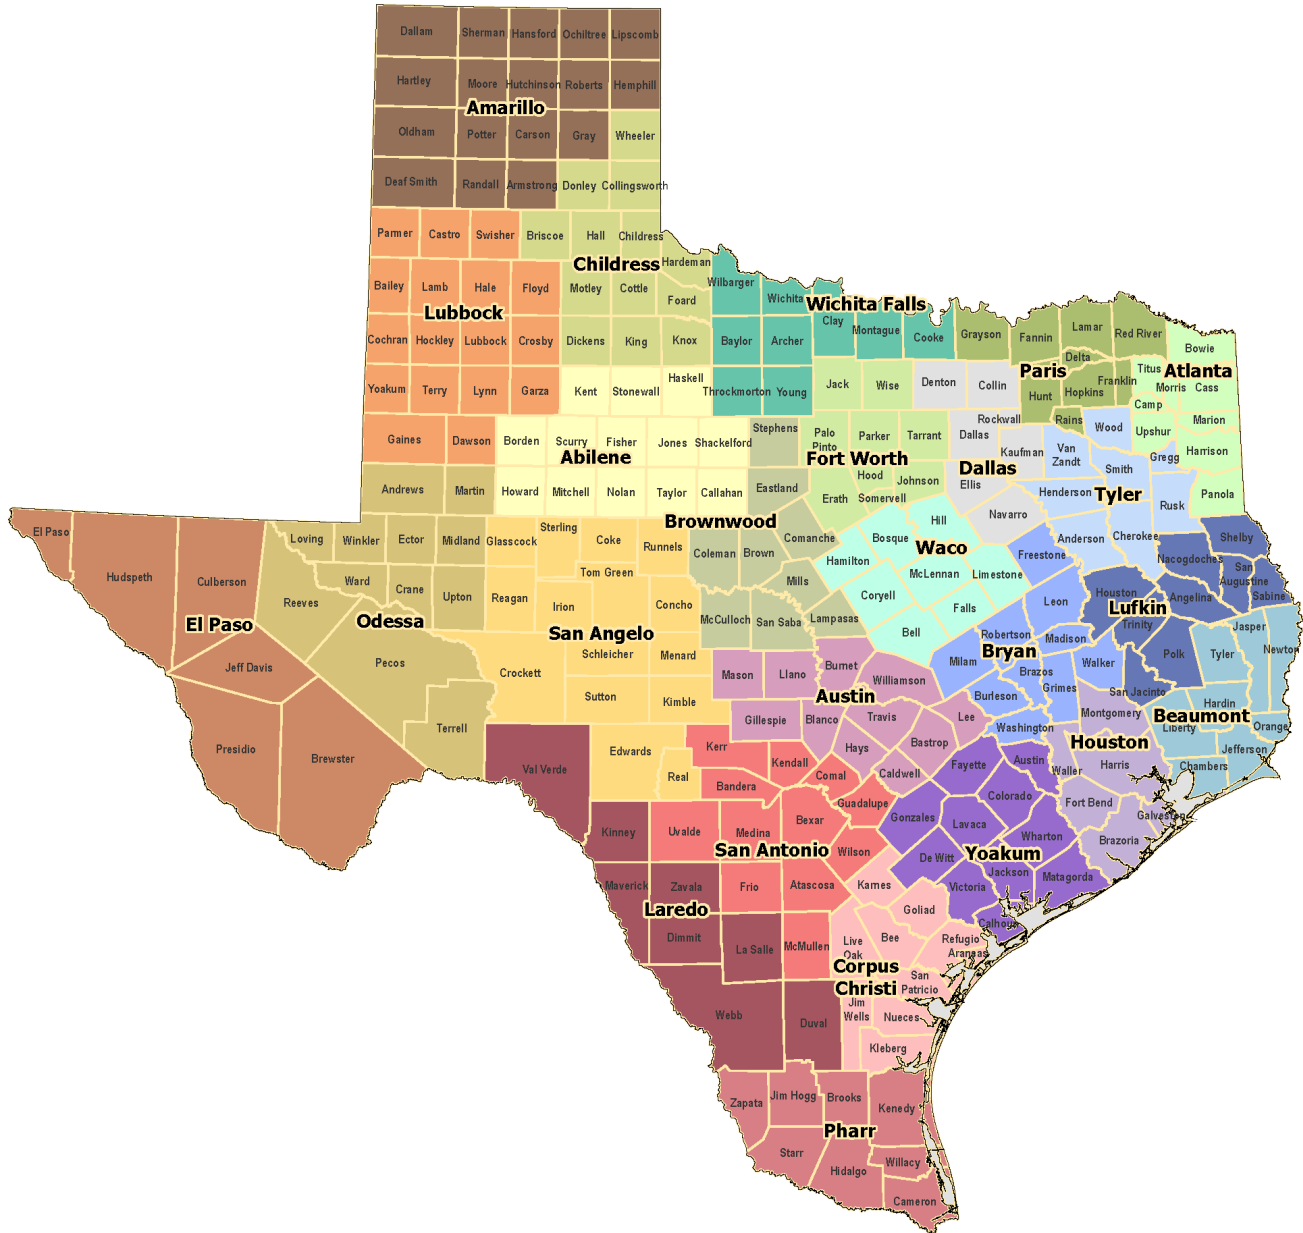 Dallam Sherman Hansford Ochiltree Lipscomb
Hartley Moore Hutchinson Roberts Hemphill
Amarillo
Oldham Potter Carson Gray Wheeler
Deaf Smith Randall Armstrong Donley Collingsworth
Parmer Castro Swisher Briscoe Hall Childress
Childress Hardeman
Bailey Lamb Hale Floyd Motley Cottle Foard Wilbarger Wichita
Lubbock
Wichita Falls
Clay Montague Cooke Grayson Fannin Lamar Red River
Cochran Hockley Lubbock Crosby Dickens King Knox Baylor Archer
Bowie
Delta Titus
Paris Atlanta
Yoakum Terry Lynn Garza Kent Stonewall Haskell Throckmorton Young Jack Wise Denton Collin Hunt Hopkins Franklin Morris Cass
Camp
Rockwall Rains Marion
Gaines Dawson Borden Scurry Fisher Jones Shackelford Stephens
Palo
Pinto
Parker Tarrant Dallas Kaufman
Van
Zandt
Wood Upshur Gregg Harrison
Abilene
Fort Worth
Dallas
Smith
Andrews Martin Howard Mitchell Nolan Taylor Callahan Eastland Erath Hood Somervell Johnson Ellis Henderson
Tyler
Rusk Panola
Brownwood
Hill Navarro
El Paso Loving Winkler Ector Midland Glasscock Sterling Coke Runnels Coleman Brown Comanche Bosque
Waco
Anderson Cherokee Shelby
Hamilton Freestone Nacogdoches
Hudspeth Culberson Ward Crane Upton Tom Green Mills McLennan Limestone
San
Augustine
Sabine
Reeves Reagan Irion Concho Coryell Falls Leon Houston Angelina
Lufkin
El Paso Odessa San Angelo
McCulloch San Saba Lampasas Bell Robertson Madison Trinity Jasper
Bryan
Jeff Davis Pecos Crockett Schleicher Menard Mason Llano Burnet Williamson Milam Brazos Walker Polk Tyler Newton
Austin
Sutton Kimble Burleson Grimes San Jacinto Hardin
Presidio Brewster Terrell Gillespie Blanco Travis Lee Washington Montgomery
Beaumont
Liberty Orange
Houston
Edwards Kerr Hays Bastrop Jefferson
Val Verde Real Kendall Comal Caldwell Fayette Austin Waller Harris Chambers
Bandera Guadalupe Colorado Fort Bend Galveston
Kinney Uvalde Medina Bexar Gonzales Lavaca Wharton Brazoria
San Antonio
Wilson De Witt
Yoakum
Jackson Matagorda
Maverick Zavala Frio Atascosa Karnes Victoria
Laredo
Goliad Calhoun
Dimmit La Salle McMullen
Live
Oak
Bee Refugio
Aransas
Corpus
Christi
San
Patricio
Webb Duval
Jim
Wells
Nueces
Kleberg
Zapata Jim Hogg Brooks Kenedy
Pharr
Starr Hidalgo Willacy
Cameron